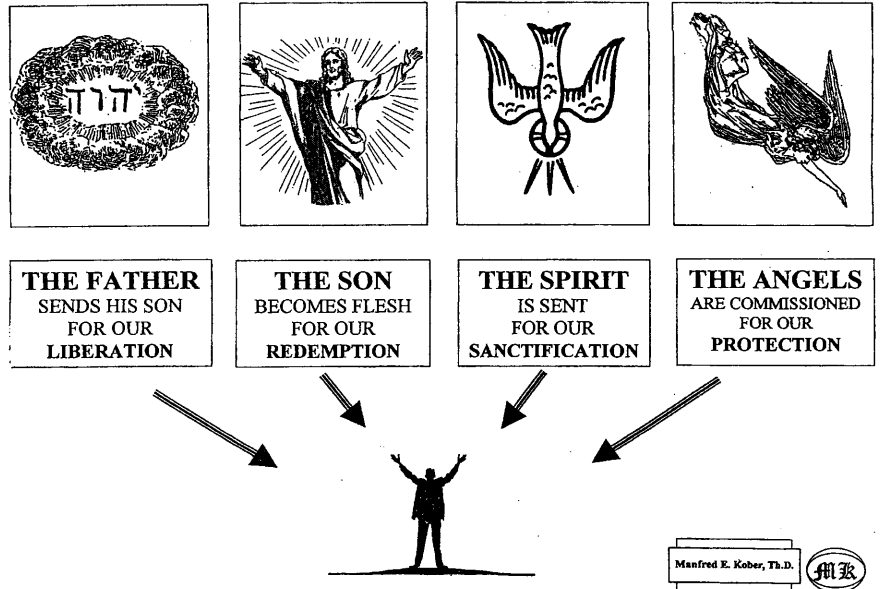 יהוה
THE FATHER
SENDS HIS SON
FOR OUR
LIBERATION
THE SON
BECOMES FLESH
FOR OUR
REDEMPTION
THE SPIRIT
IS SENT
FOR OUR
SANCTIFICATION
THE ANGELS
ARE COMMISSIONED
FOR OUR
PROTECTION
Manfred E. Kober, Th.D.
MK